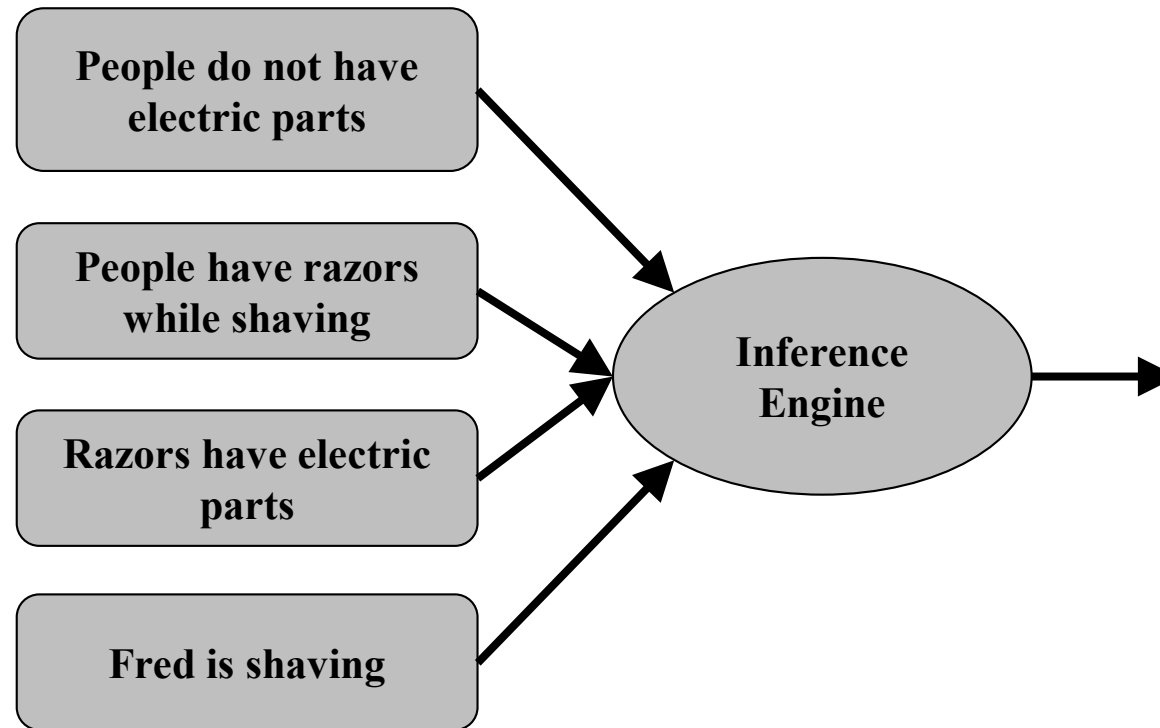 People do not have
electric parts
People have razors
while shaving
Razors have electric
parts
Fred is shaving
Inference
Engine